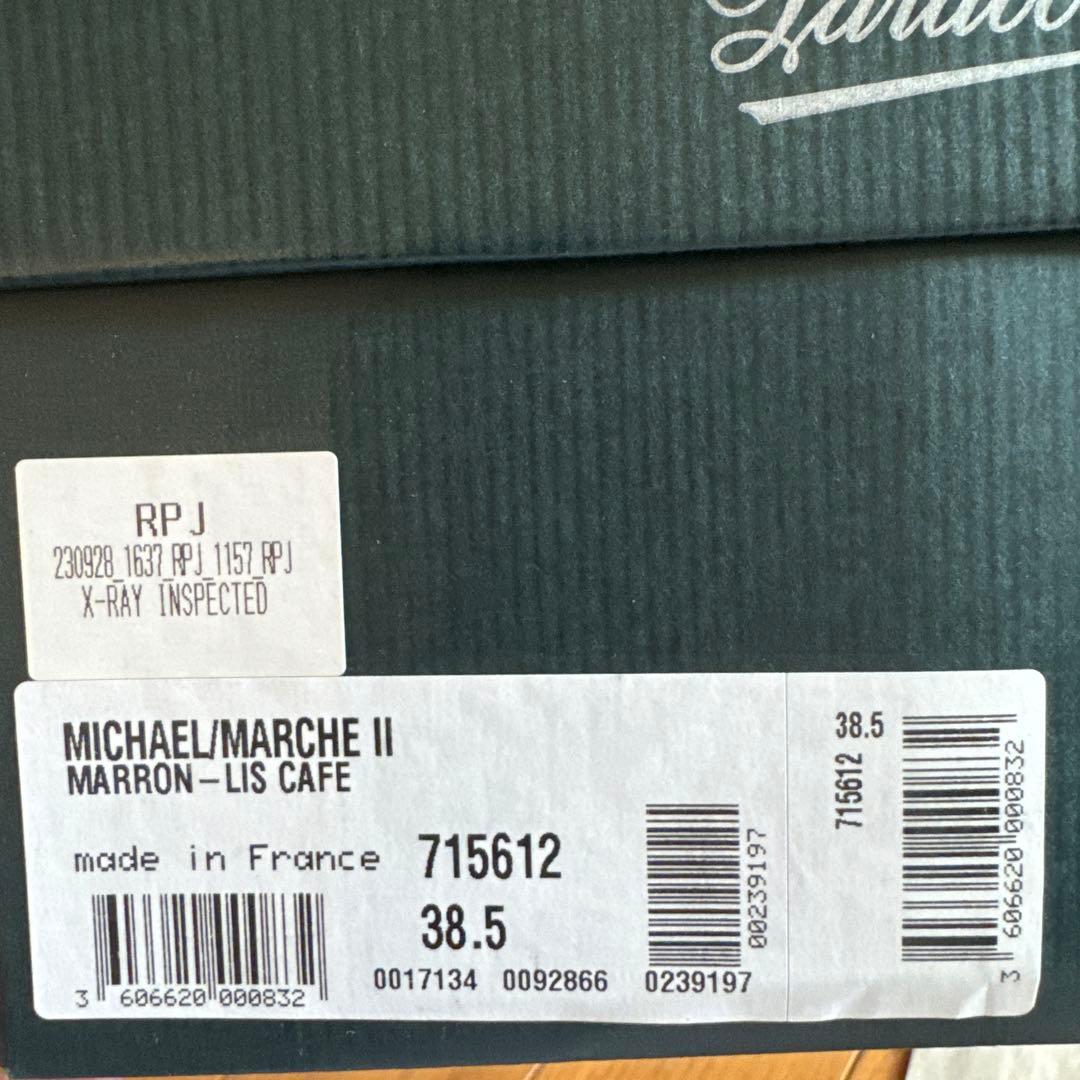 RPJ
230928_1637_RPJ_1157_RPJ
X-RAY INSPECTED
MICHAEL/MARCHE II
MARRON–LIS CAFE
made in France
715612
38.5
3 606620 000832
0017134 0092866 0239197
00239197
38.5
715612
3 606620 000832